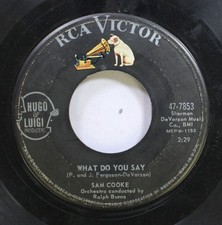 RCA VICTOR
HUGO & LUIGI
47-7853
Sherman
DeVorzon Music
Co., BMI
2:29
WHAT DO YOU SAY
(P. and J. Ferguson-DeVorzon)
SAM COOKE
Orchestra conducted by
Ralph Burns